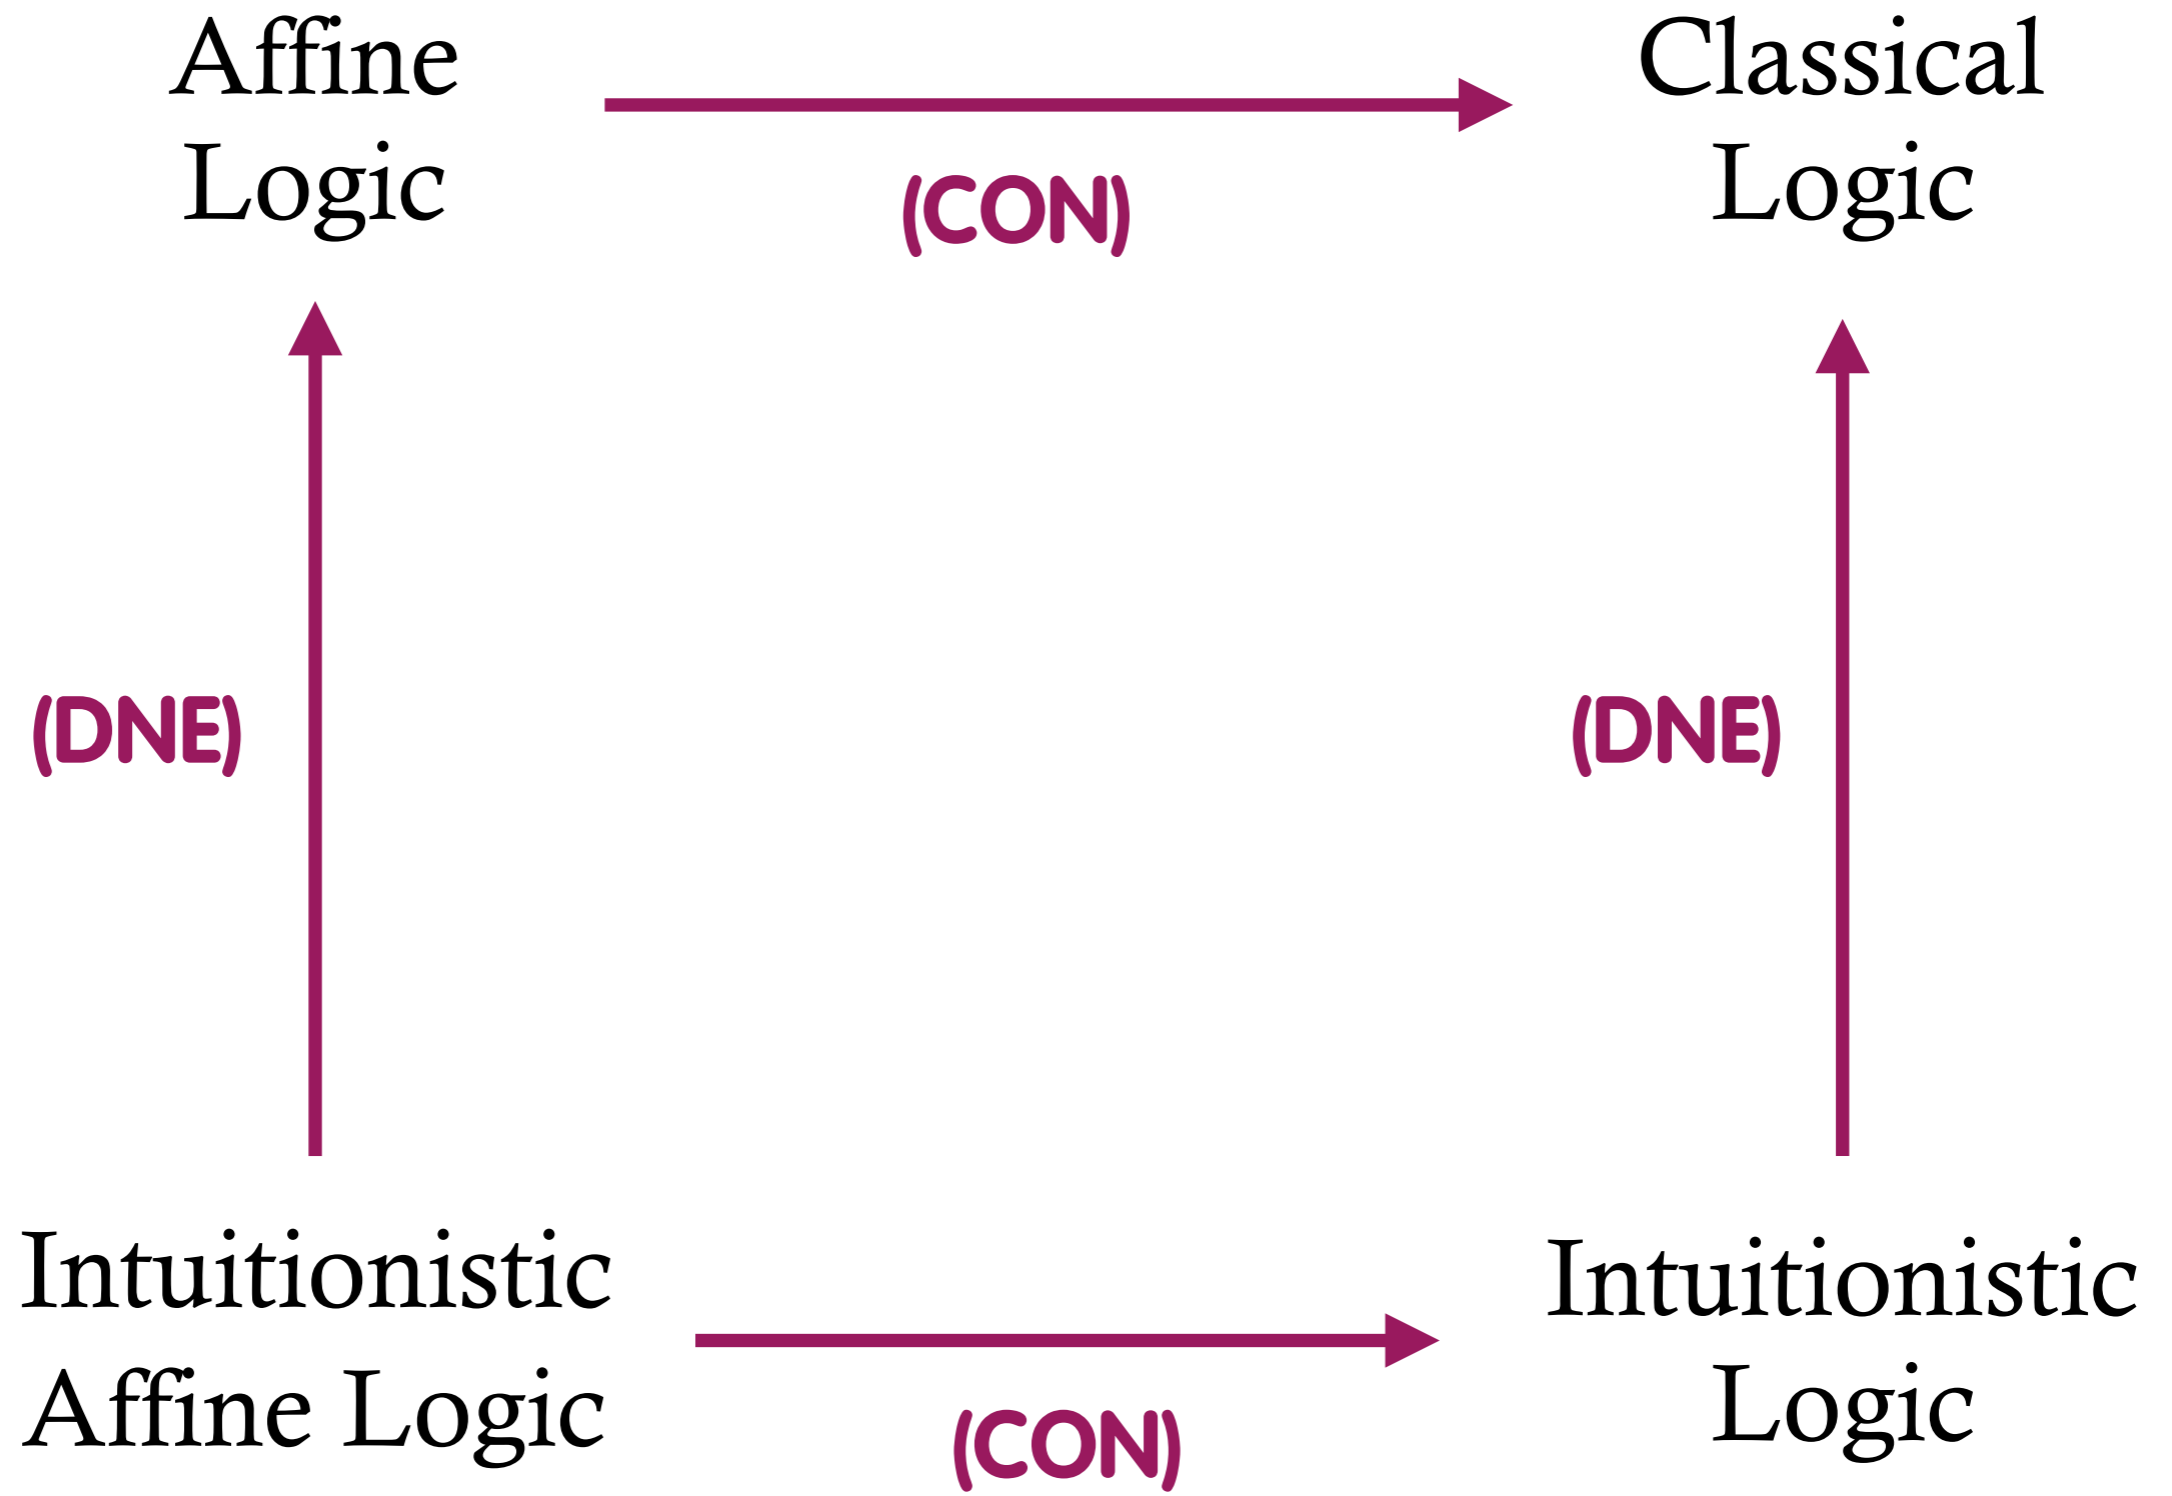 Affine
Logic
(CON)
Classical
Logic
(DNE)
(DNE)
Intuitionistic
Affine Logic
(CON)
Intuitionistic
Logic